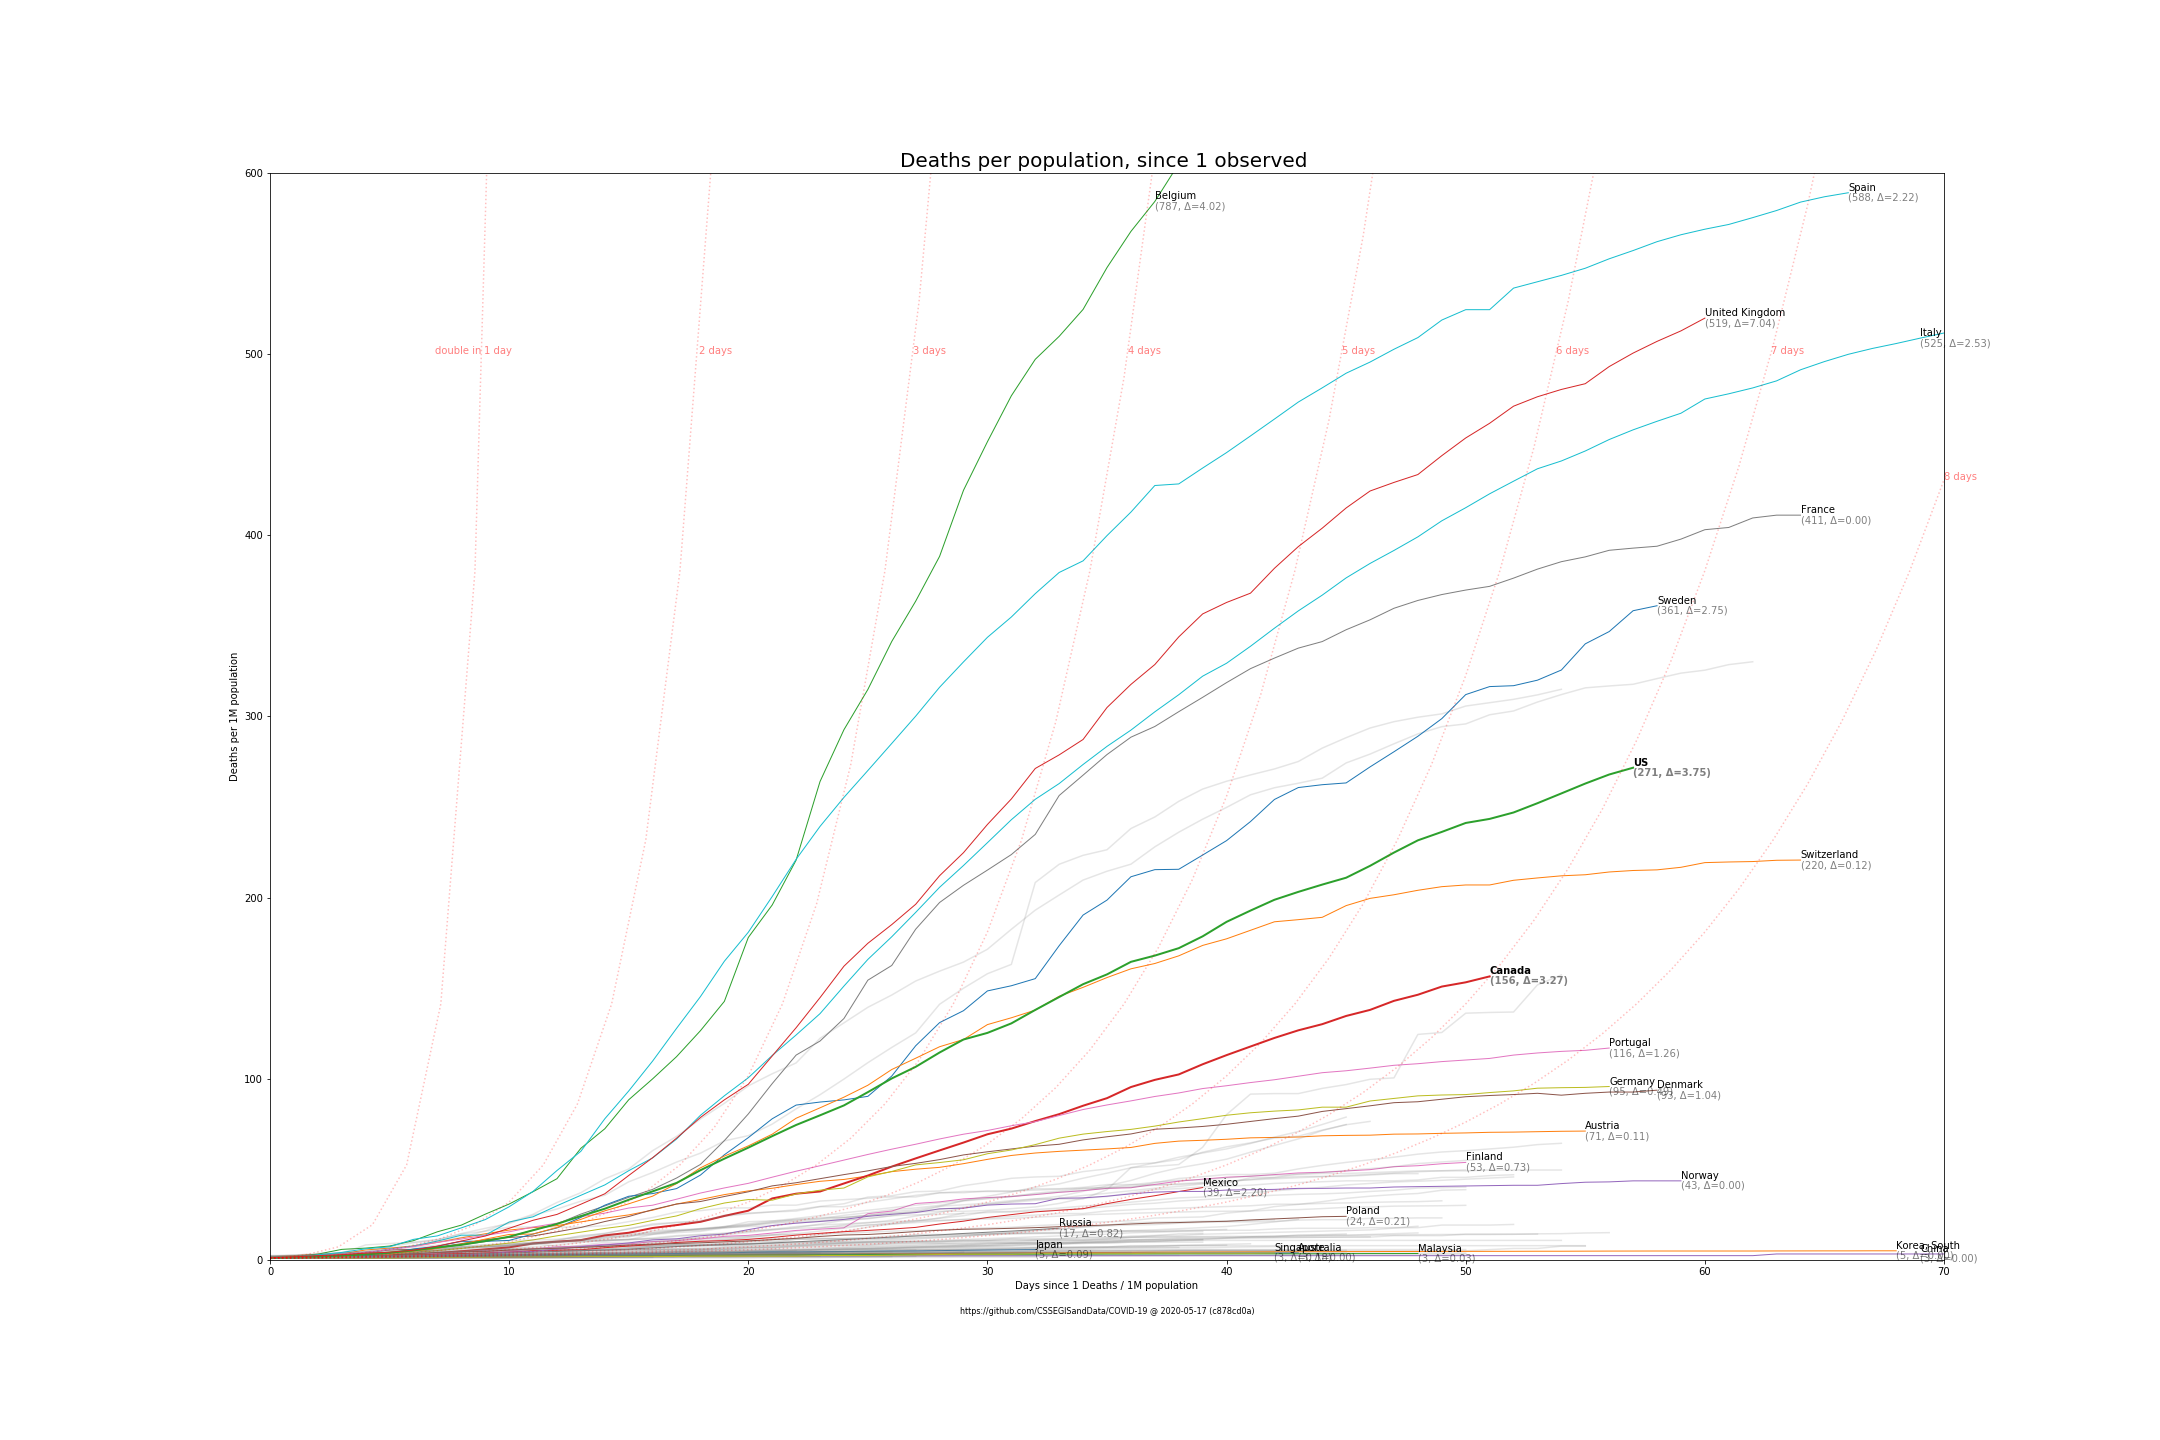 Deaths per population, since 1 observed
600
500
400
300
200
100
0
Deaths per 1M population
Belgium
(787, Δ=4.02)
Spain
(588, Δ=2.22)
United Kingdom
(519, Δ=7.04)
Italy
(525, Δ=2.53)
double in 1 day
2 days
3 days
4 days
5 days
6 days
7 days
8 days
France
(411, Δ=0.00)
Sweden
(361, Δ=2.75)
US
(271, Δ=3.75)
Switzerland
(220, Δ=0.12)
Canada
(156, Δ=3.27)
Portugal
(116, Δ=1.26)
Germany
(95,
Denmark
(93, Δ=1.04)
Austria
(71, Δ=0.11)
Finland
(53, Δ=0.73)
Norway
(43, Δ=0.00)
Mexico
(39, Δ=2.20)
Poland
(24, Δ=0.21)
Russia
(17, Δ=0.82)
Japan
(5, Δ=0.09)
Singapore
Australia
Malaysia
(3, Δ=0.03)
Korea, South
China
0
10
20
30
40
50
60
70
Days since 1 Deaths / 1M population
https://github.com/CSSEGISandData/COVID-19 @ 2020-05-17 (c878cd0a)